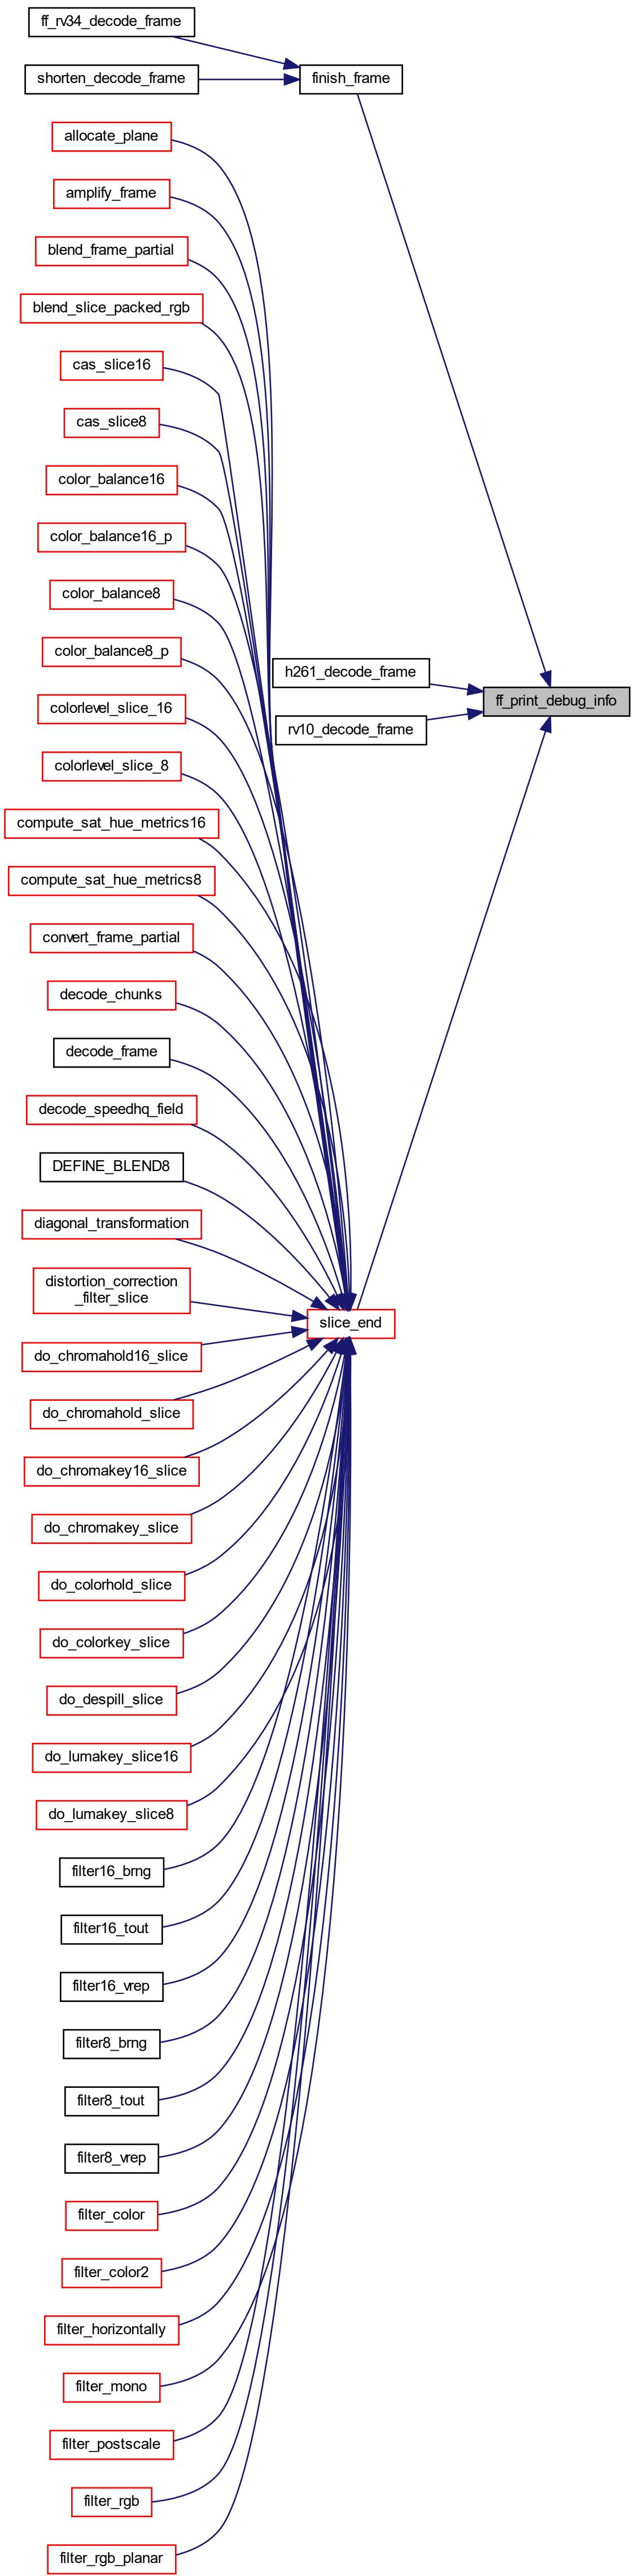 ff_rv34_decode_frame
shorten_decode_frame
finish_frame
allocate_plane
amplify_frame
blend_frame_partial
blend_slice_packed_rgb
cas_slice16
cas_slice8
color_balance16
color_balance16_p
color_balance8
color_balance8_p
h261_decode_frame
ff_print_debug_info
colorlevel_slice_16
rv10_decode_frame
colorlevel_slice_8
compute_sat_hue_metrics16
compute_sat_hue_metrics8
convert_frame_partial
decode_chunks
decode_frame
decode_speedhq_field
DEFINE_BLEND8
diagonal_transformation
distortion_correction
_filter_slice
slice_end
do_chromahold16_slice
do_chromahold_slice
do_chromakey16_slice
do_chromakey_slice
do_colorhold_slice
do_colorkey_slice
do_despill_slice
do_lumakey_slice16
do_lumakey_slice8
filter16_brng
filter16_tout
filter16_vrep
filter8_brng
filter8_tout
filter8_vrep
filter_color
filter_color2
filter_horizontally
filter_mono
filter_postscale
filter_rgb
filter_rgb_planar